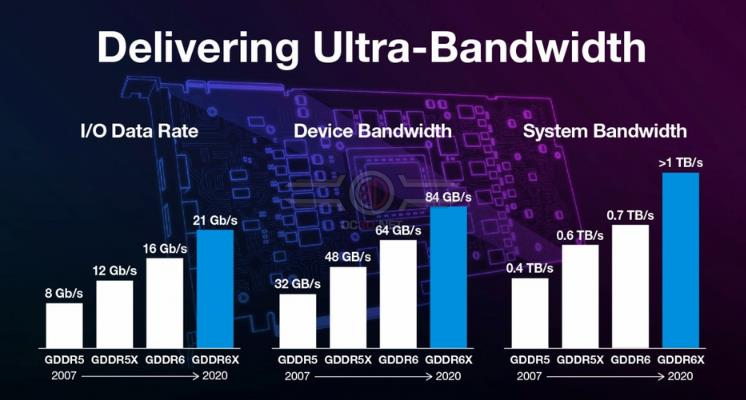 Delivering Ultra-Bandwidth
I/O Data Rate
8 Gb/s
12 Gb/s
16 Gb/s
21 Gb/s
GDDR5 GDDR5X GDDR6 GDDR6X
2007 2020
Device Bandwidth
32 GB/s
48 GB/s
64 GB/s
84 GB/s
GDDR5 GDDR5X GDDR6 GDDR6X
2007 2020
System Bandwidth
0.4 TB/s
0.6 TB/s
0.7 TB/s
>1 TB/s
GDDR5 GDDR5X GDDR6 GDDR6X
2007 2020